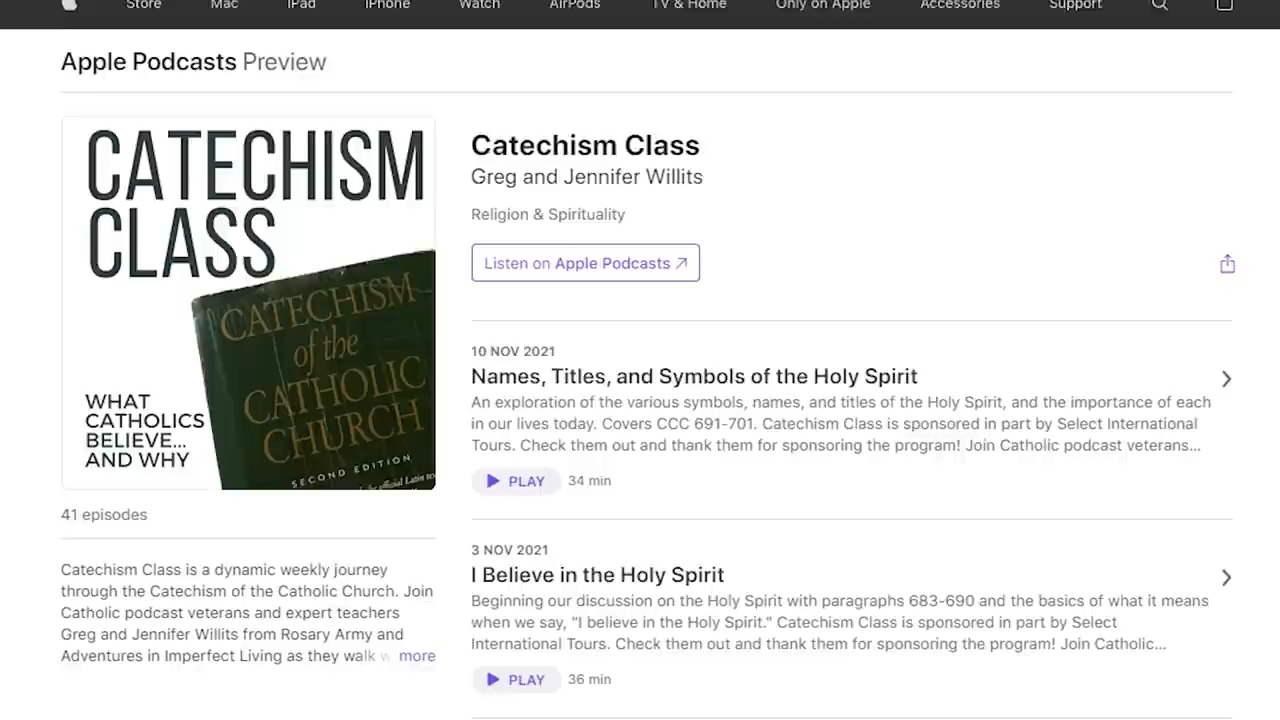 Store Mac iPad iPhone Watch AirPods TV & Home Only on Apple Accessories Support
Apple Podcasts Preview
CATECHISM
CLASS
CATECHISM
of the
CATHOLIC
CHURCH
SECOND EDITION
the official Latin
WHAT
CATHOLICS
BELIEVE...
AND WHY
41 episodes
Catechism Class is a dynamic weekly journey
through the Catechism of the Catholic Church. Join
Catholic podcast veterans and expert teachers
Greg and Jennifer Willits from Rosary Army and
Adventures in Imperfect Living as they walk more
Catechism Class
Greg and Jennifer Willits
Religion & Spirituality
Listen on Apple Podcasts
10 NOV 2021
Names, Titles, and Symbols of the Holy Spirit
An exploration of the various symbols, names, and titles of the Holy Spirit, and the importance of each
in our lives today. Covers CCC 691-701. Catechism Class is sponsored in part by Select International
Tours. Check them out and thank them for sponsoring the program! Join Catholic podcast veterans...
PLAY 34 min
3 NOV 2021
I Believe in the Holy Spirit
Beginning our discussion on the Holy Spirit with paragraphs 683-690 and the basics of what it means
when we say, "I believe in the Holy Spirit." Catechism Class is sponsored in part by Select
International Tours. Check them out and thank them for sponsoring the program! Join Catholic...
PLAY 36 min